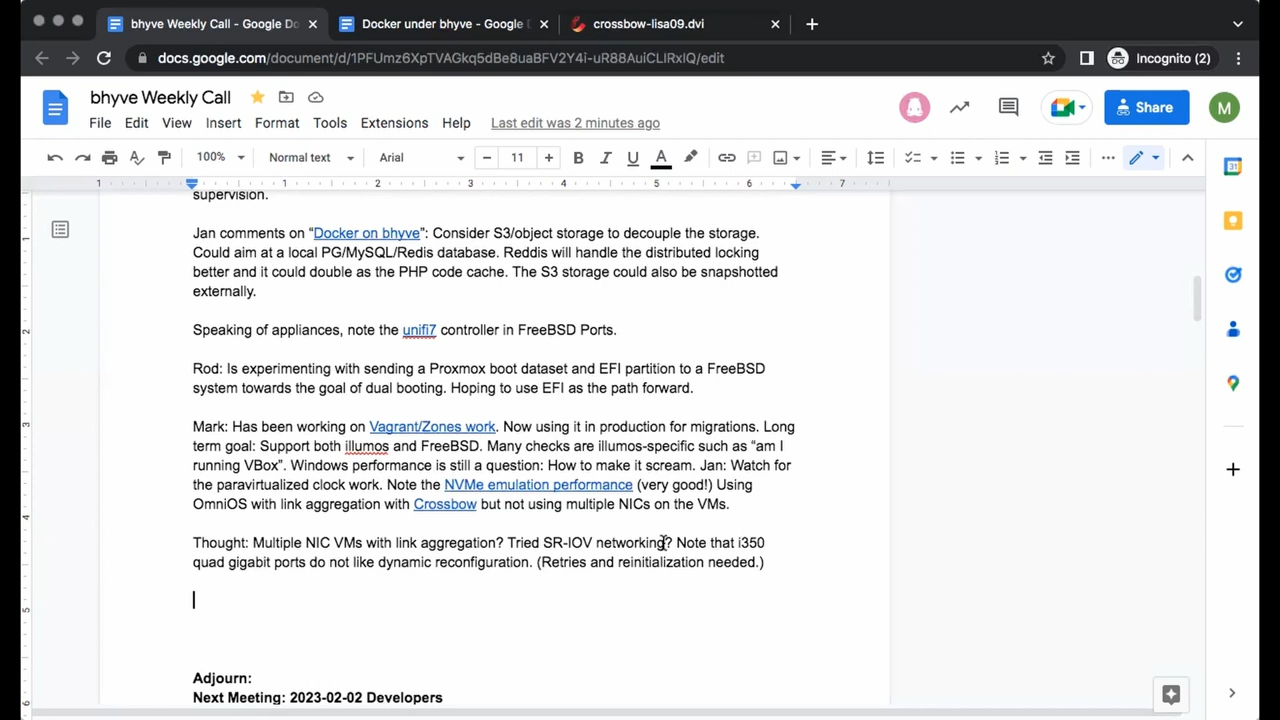 bhyve Weekly Call - Google Do
Docker under bhyve - Google
crossbow-lisa09.dvi
docs.google.com/document/d/1PFUmz6XpTVAGkq5dBe8uaBFV2Y4i-uR88AuiCLIRxIQ/edit
Incognito (2)
bhyve Weekly Call
Share
M
File Edit View Insert Format Tools Extensions Help Last edit was 2 minutes ago
100% Normal text Arial 11 B I U A
1 1 2 3 4 5 6 7
supervision.
Jan comments on “Docker on bhyve”: Consider S3/object storage to decouple the storage.
Could aim at a local PG/MySQL/Redis database. Reddis will handle the distributed locking
better and it could double as the PHP code cache. The S3 storage could also be snapshotted
externally.
Speaking of appliances, note the unifi7 controller in FreeBSD Ports.
Rod: Is experimenting with sending a Proxmox boot dataset and EFI partition to a FreeBSD
system towards the goal of dual booting. Hoping to use EFI as the path forward.
Mark: Has been working on Vagrant/Zones work. Now using it in production for migrations. Long
term goal: Support both illumos and FreeBSD. Many checks are illumos-specific such as “am I
running VBox”. Windows performance is still a question: How to make it scream. Jan: Watch for
the paravirtualized clock work. Note the NVMe emulation performance (very good!) Using
OmniOS with link aggregation with Crossbow but not using multiple NICs on the VMs.
Thought: Multiple NIC VMs with link aggregation? Tried SR-IOV networking? Note that i350
quad gigabit ports do not like dynamic reconfiguration. (Retries and reinitialization needed.)
Adjourn:
Next Meeting: 2023-02-02 Developers